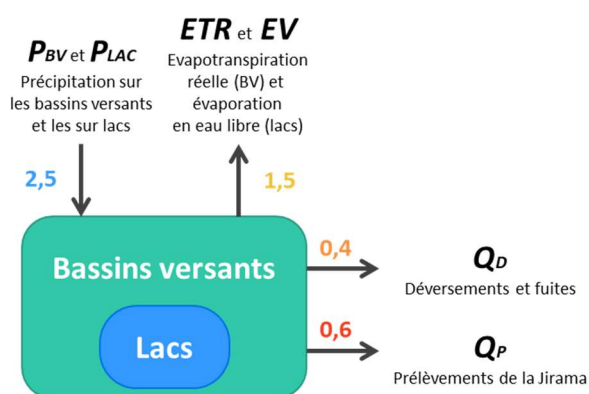 PBV et PLAC
Précipitation sur
les bassins versants
et les sur lacs
ETR et EV
Evapotranspiration
réelle (BV) et
évaporation
en eau libre (lacs)
2,5
1,5
Bassins versants
Lacs
0,4
QD
Déversements et fuites
0,6
QP
Prélèvements de la Jirama